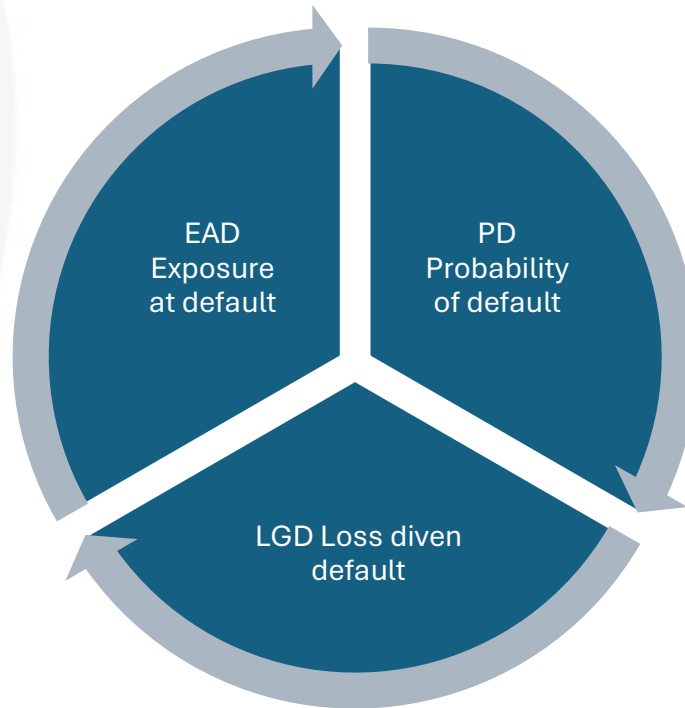 EAD
Exposure
at default
PD
Probability
of default
LGD Loss diven
default